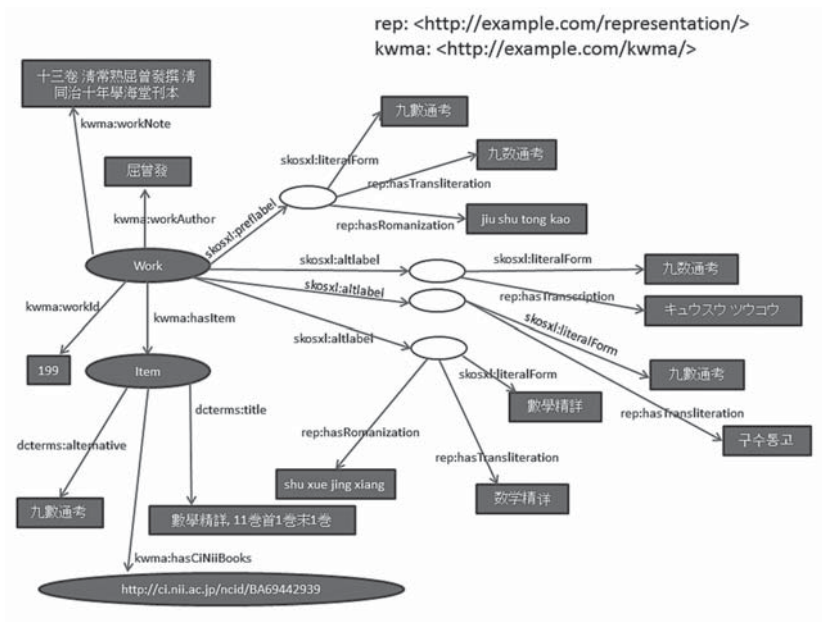 rep: <http://example.com/representation/>
kwma: <http://example.com/kwma/>
十三卷 淸常熟屈曾發撰 淸
同治十年學海堂刊本
kwma:workNote
九數通考
屈曾發
skosxl:literalForm
九数通考
rep:hasTransliteration
kwma:workAuthor
skosxl:preflabel
rep:hasRomanization
jiu shu tong kao
Work
skosxl:altlabel
skosxl:literalForm
九数通考
skosxl:altlabel
rep:hasTranscription
キュウスウ ツウコウ
kwma:workId
kwma:hasItem
skosxl:altlabel
skosxl:literalForm
199
Item
skosxl:literalForm
九數通考
數學精詳
dcterms:title
rep:hasTransliteration
rep:hasRomanization
구수통고
dcterms:alternative
rep:hasTransliteration
shu xue jing xiang
数学精详
九數通考
數學精詳, 11巻首1巻末1巻
kwma:hasCiNiiBooks
http://ci.nii.ac.jp/ncid/BA69442939